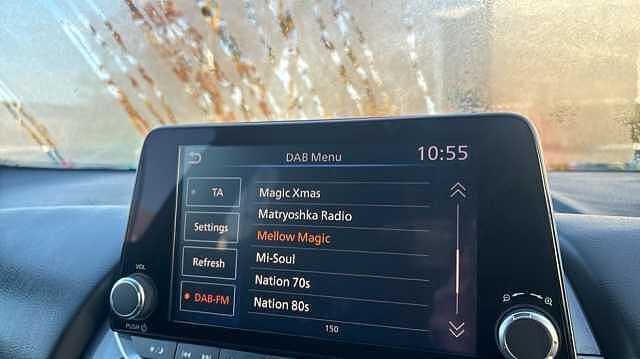 DAB Menu
10:55
TA
Settings
Refresh
DAB-FM
Magic Xmas
Matryoshka Radio
Mellow Magic
Mi-Soul
Nation 70s
Nation 80s
150
VOL
PUSH